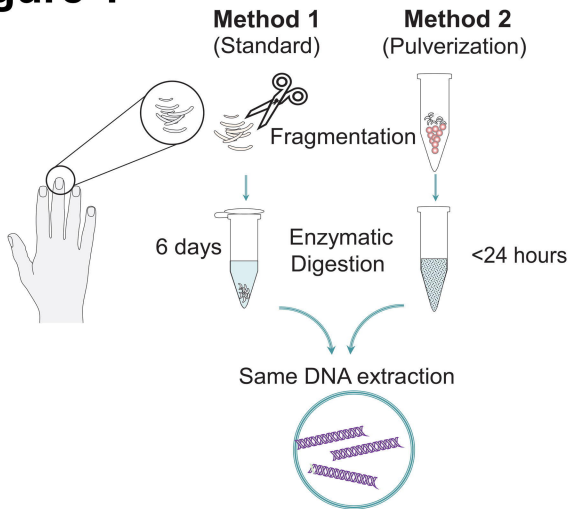 Method 1
(Standard)
Method 2
(Pulverization)
Fragmentation
6 days
Enzymatic
Digestion
<24 hours
Same DNA extraction